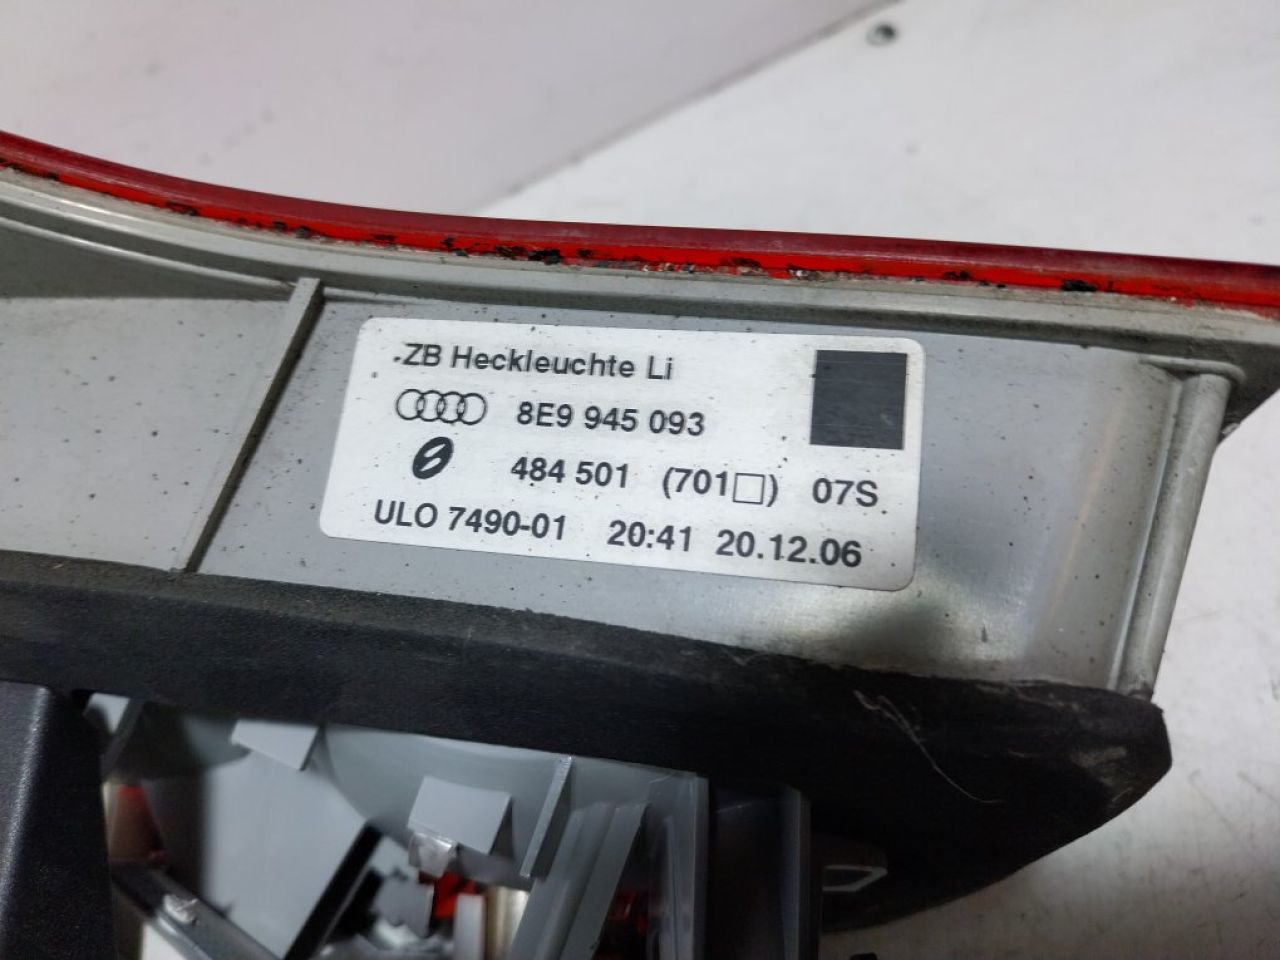 ZB Heckleuchte Li
8E9 945 093
484 501 (701□) 07S
ULO 7490-01 20:41 20.12.06